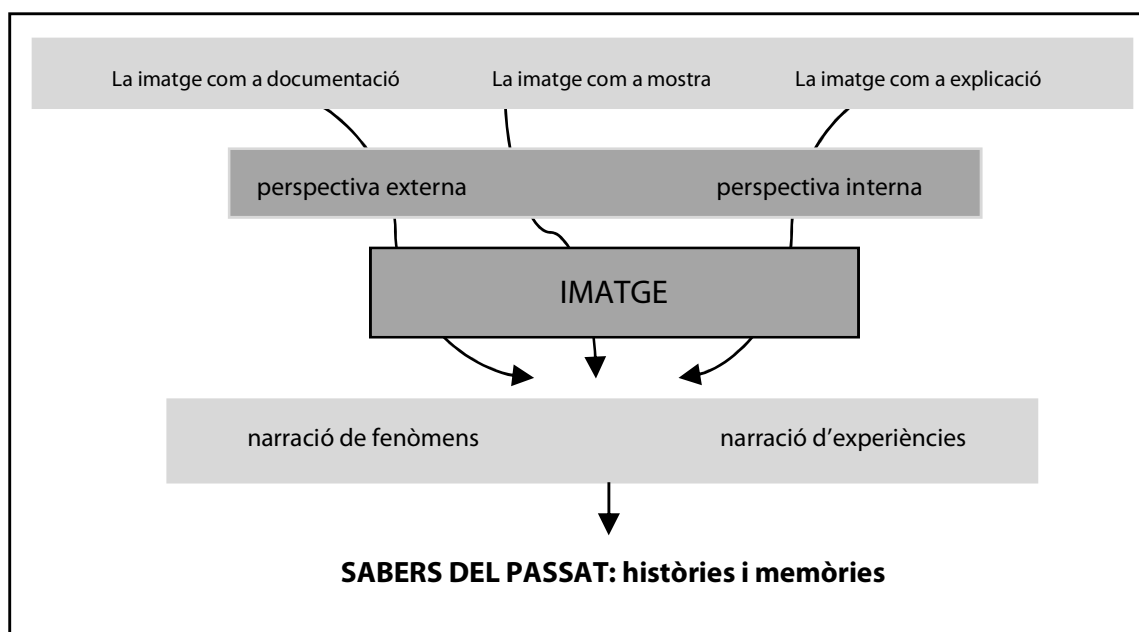 La imatge com a documentació
La imatge com a mostra
La imatge com a explicació
perspectiva externa
perspectiva interna
IMATGE
narració de fenòmens
narració d’experiències
SABERS DEL PASSAT: històries i memòries